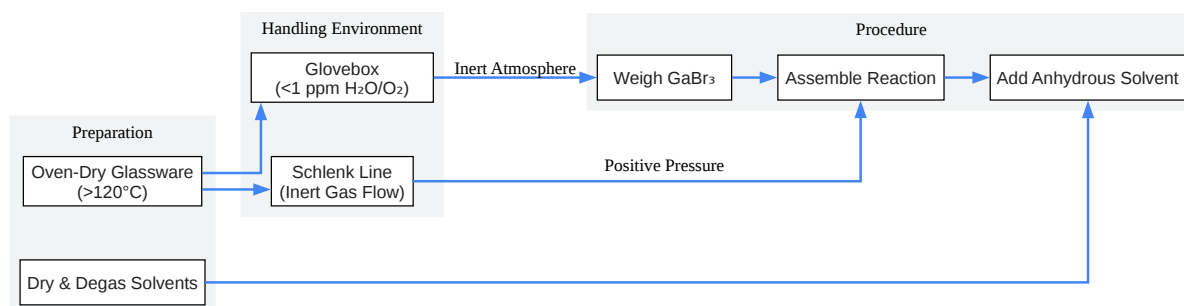 Handling Environment
Procedure
Glovebox
(<1 ppm H₂O/O₂)
Inert Atmosphere
Weigh GaBr₃
Assemble Reaction
Add Anhydrous Solvent
Preparation
Oven-Dry Glassware
(>120°C)
Schlenk Line
(Inert Gas Flow)
Positive Pressure
Dry & Degas Solvents